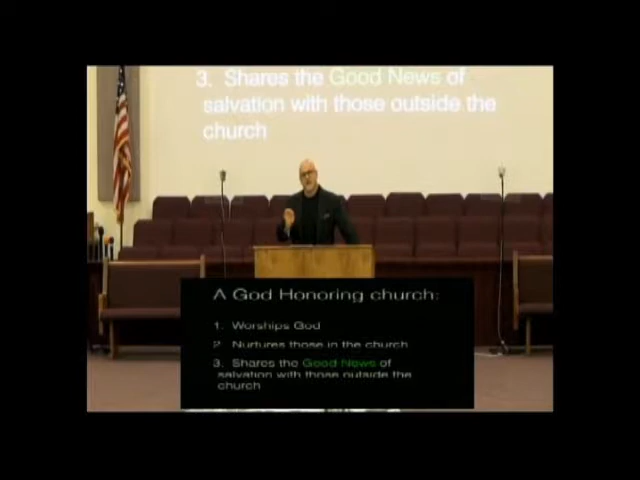 3. Shares the Good News of
salvation with those outside the
church
A God Honoring church:
1. Worships God
2 Nurtures those in the church
3. Shares the Good News of
salvation with those outside the
church